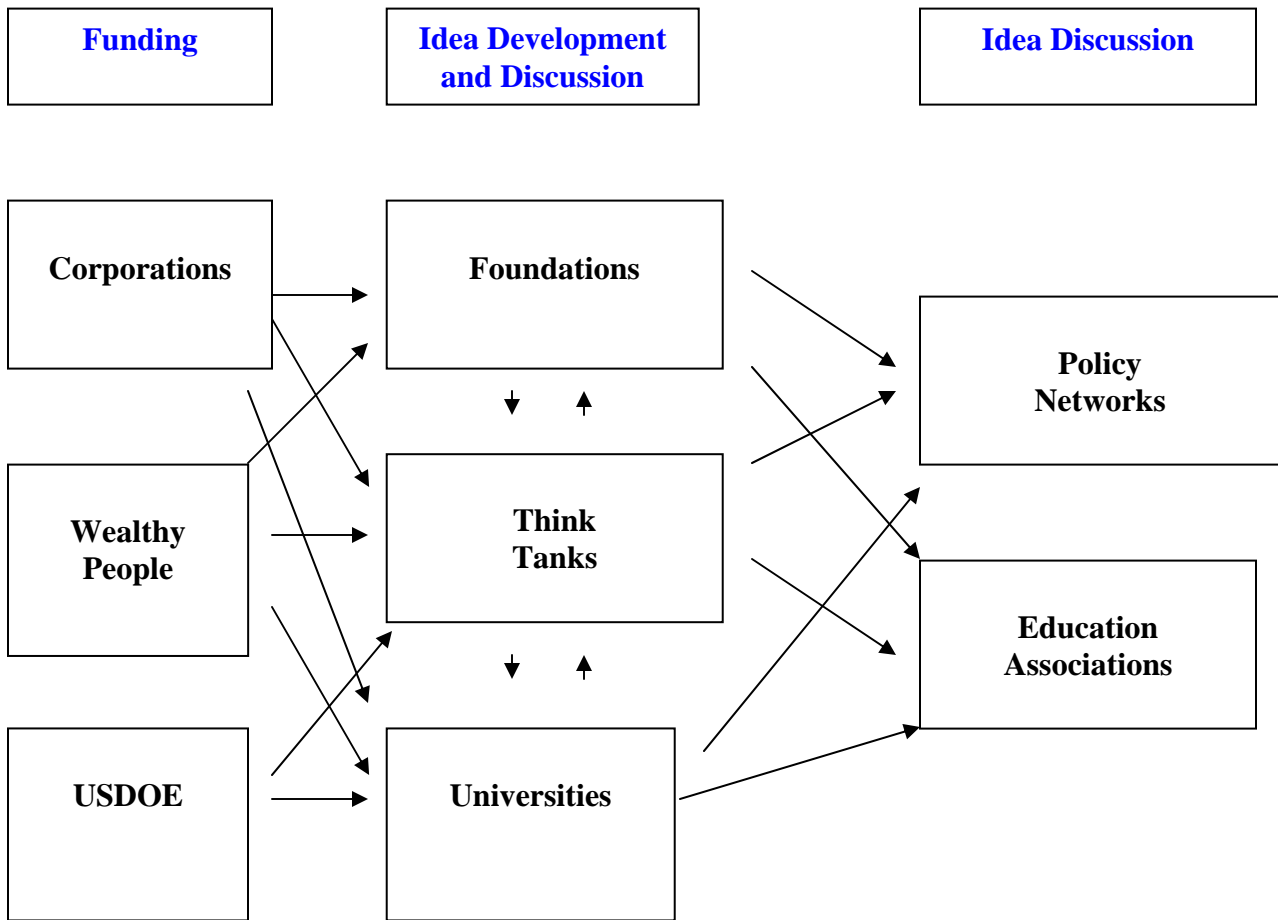 Funding
Idea Development
and Discussion
Idea Discussion
Corporations
Foundations
Policy
Networks
Wealthy
People
Think
Tanks
Education
Associations
USDOE
Universities